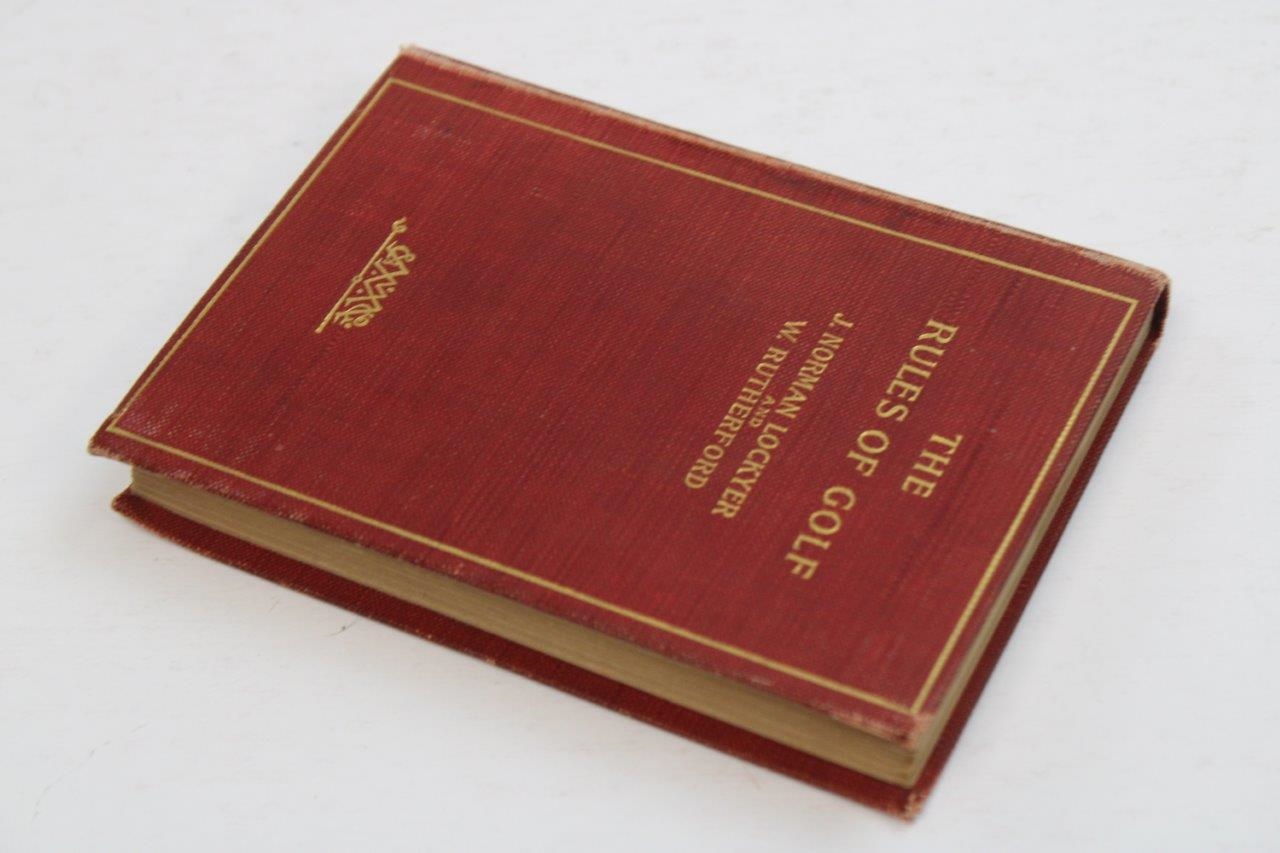 THE
RULES OF GOLF
J. NORMAN LOCKYER
AND
W. RUTHERFORD